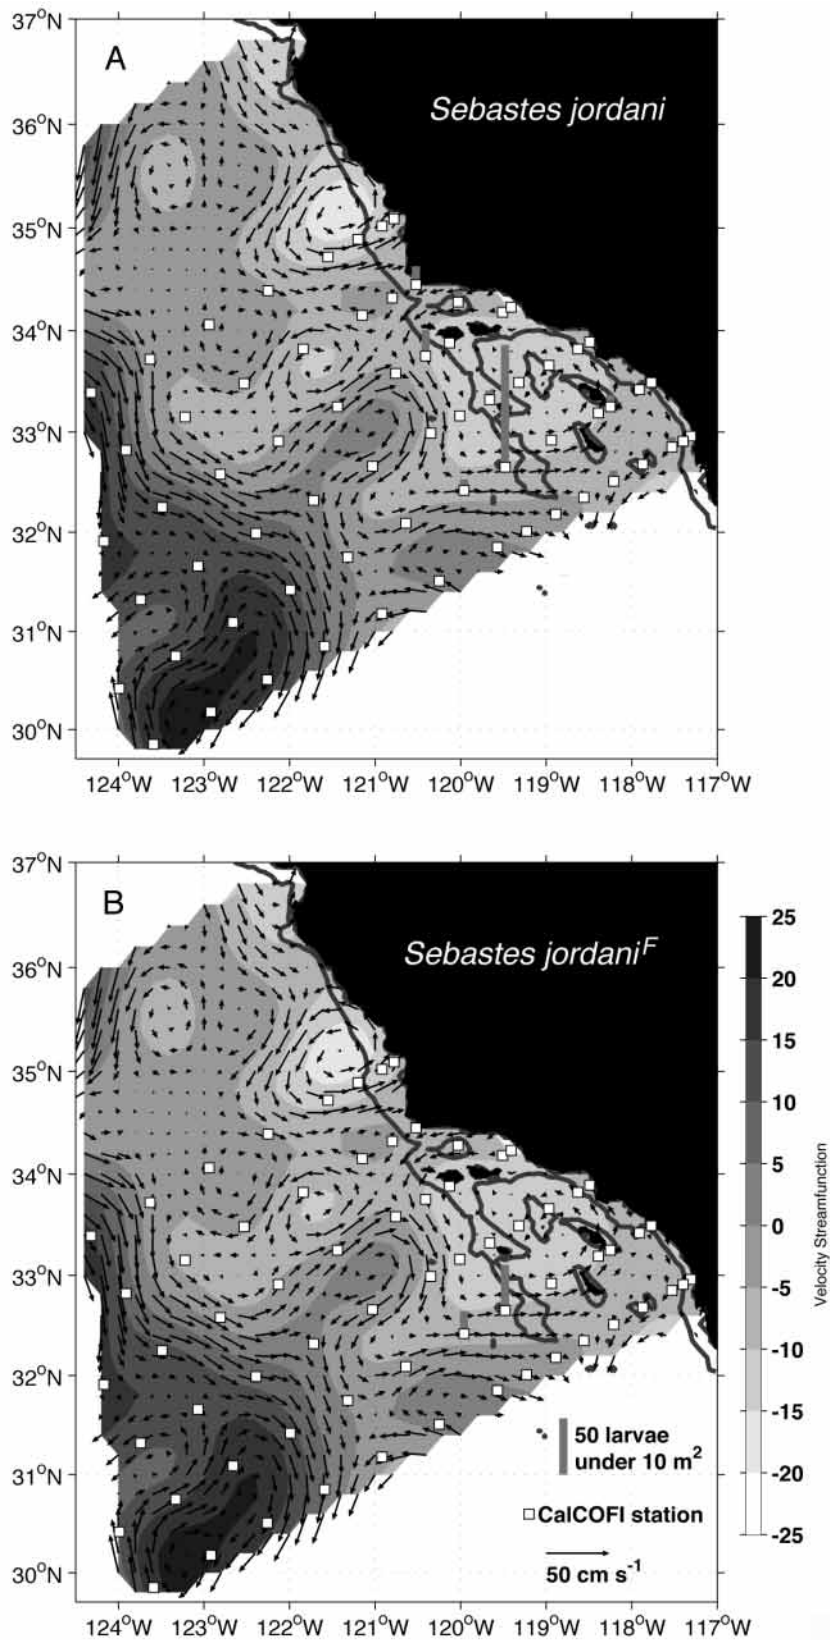 37°N
A
Sebastes jordani
36°N
35°N
34°N
33°N
32°N
31°N
30°N
124°W 123°W 122°W 121°W 120°W 119°W 118°W 117°W
37°N
B
Sebastes jordani^F
36°N
35°N
34°N
33°N
32°N
31°N
30°N
124°W 123°W 122°W 121°W 120°W 119°W 118°W 117°W
50 larvae
under 10 m²
CalCOFI station
50 cm s⁻¹
25
20
15
10
5
0
-5
-10
-15
-20
-25
Velocity Streamfunction